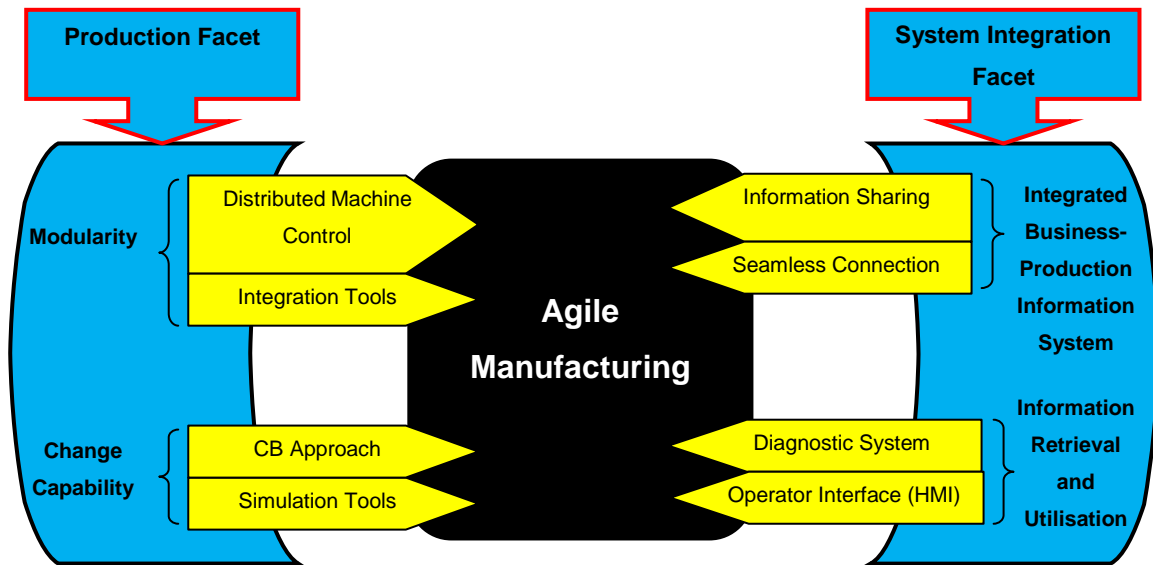 Production Facet
System Integration
Facet
Modularity
Distributed Machine
Control
Integration Tools
Change
Capability
CB Approach
Simulation Tools
Agile
Manufacturing
Information Sharing
Seamless Connection
Integrated
Business-
Production
Information
System
Diagnostic System
Operator Interface (HMI)
Information
Retrieval
and
Utilisation